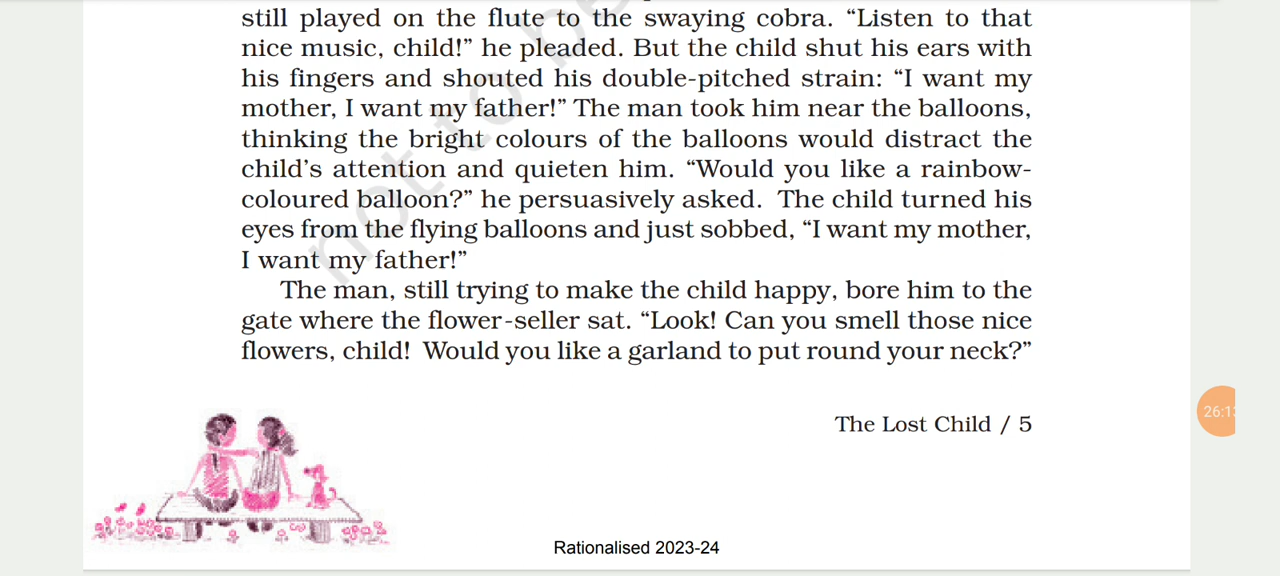 still played on the flute to the swaying cobra. “Listen to that
nice music, child!” he pleaded. But the child shut his ears with
his fingers and shouted his double-pitched strain: “I want my
mother, I want my father!” The man took him near the balloons,
thinking the bright colours of the balloons would distract the
child’s attention and quieten him. “Would you like a rainbow-
coloured balloon?” he persuasively asked.  The child turned his
eyes from the flying balloons and just sobbed, “I want my mother,
I want my father!”
The man, still trying to make the child happy, bore him to the
gate where the flower-seller sat. “Look! Can you smell those nice
flowers, child!  Would you like a garland to put round your neck?”
The Lost Child / 5
Rationalised 2023-24
not to be